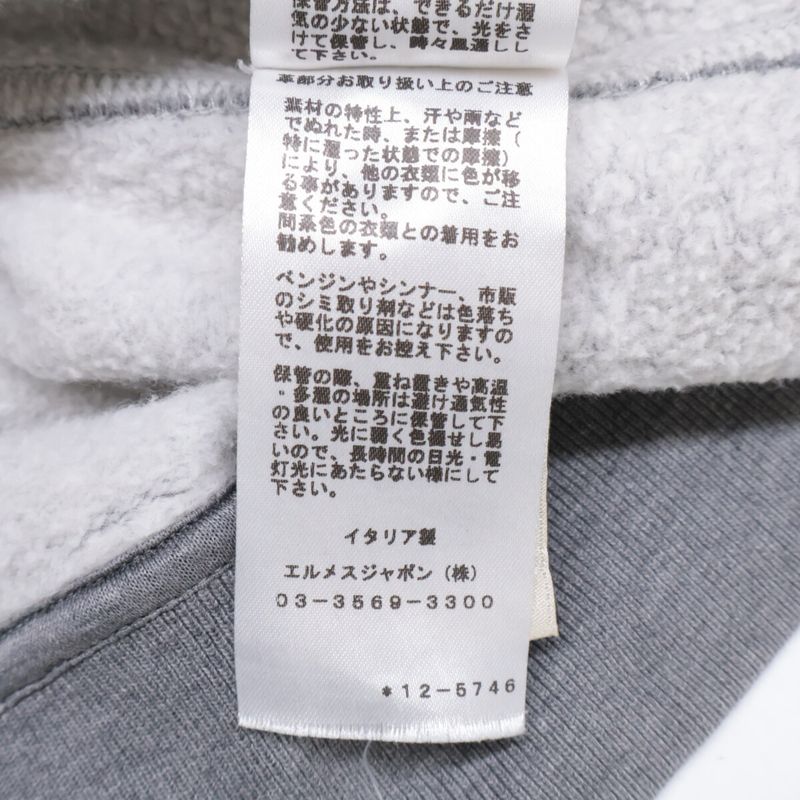 保管方法は、できるだけ湿
気の少ない状態で、光をさ
けて保管し、時々風通しし
て下さい。
革部分お取り扱い上のご注意
素材の特性上、汗や雨など
でぬれた時、または摩擦（
特に湿った状態での摩擦）
により、他の衣類に色が移
る事がありますので、ご注
意ください。
間系色の衣類との着用をお
勧めします。
ベンジンやシンナー、市販
のシミ取り剤などは色落ち
や硬化の原因になりますの
で、使用をお控え下さい。
保管の際、重ね置きや高温
・多湿の場所は避け通気性
の良いところに保管して下
さい。光に弱く色褪せし易
いので、長時間の日光・電
灯光にあたらない様にして
下さい。
イタリア製
エルメスジャポン（株）
03-3569-3300
*12-5746